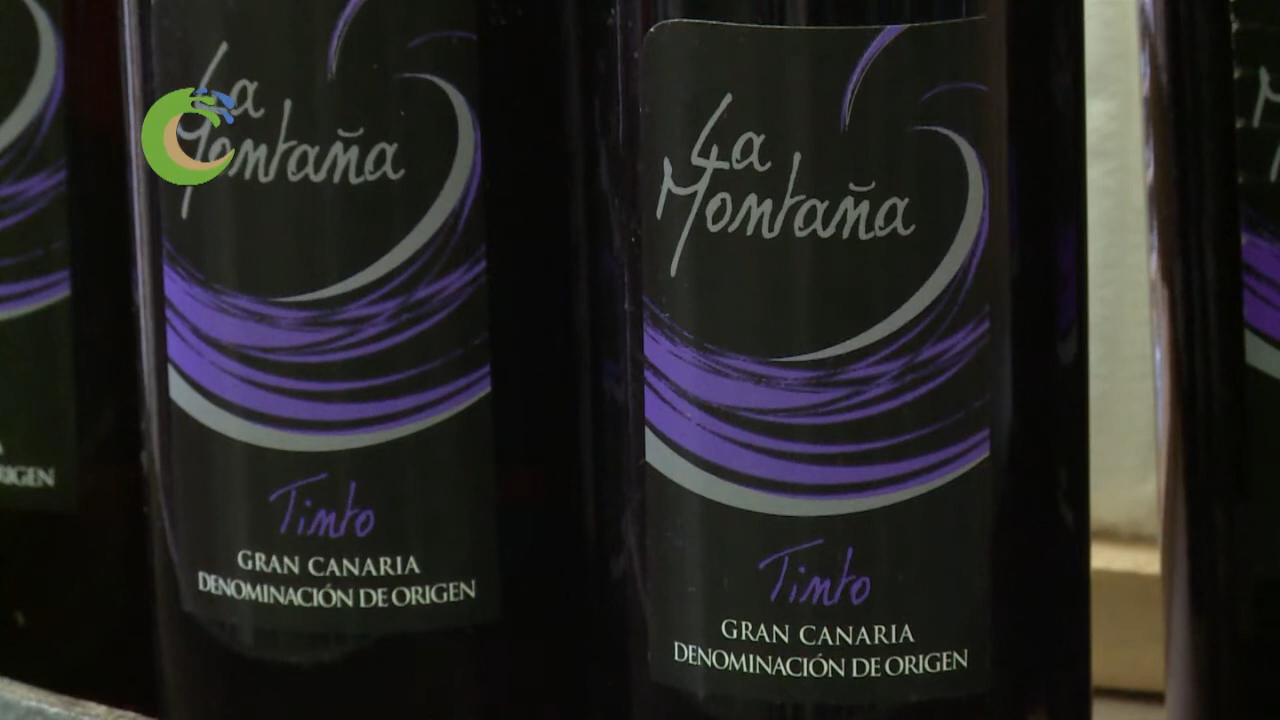 La
Montaña
Tinto
GRAN CANARIA
DENOMINACIÓN DE ORIGEN
La
Montaña
Tinto
GRAN CANARIA
DENOMINACIÓN DE ORIGEN